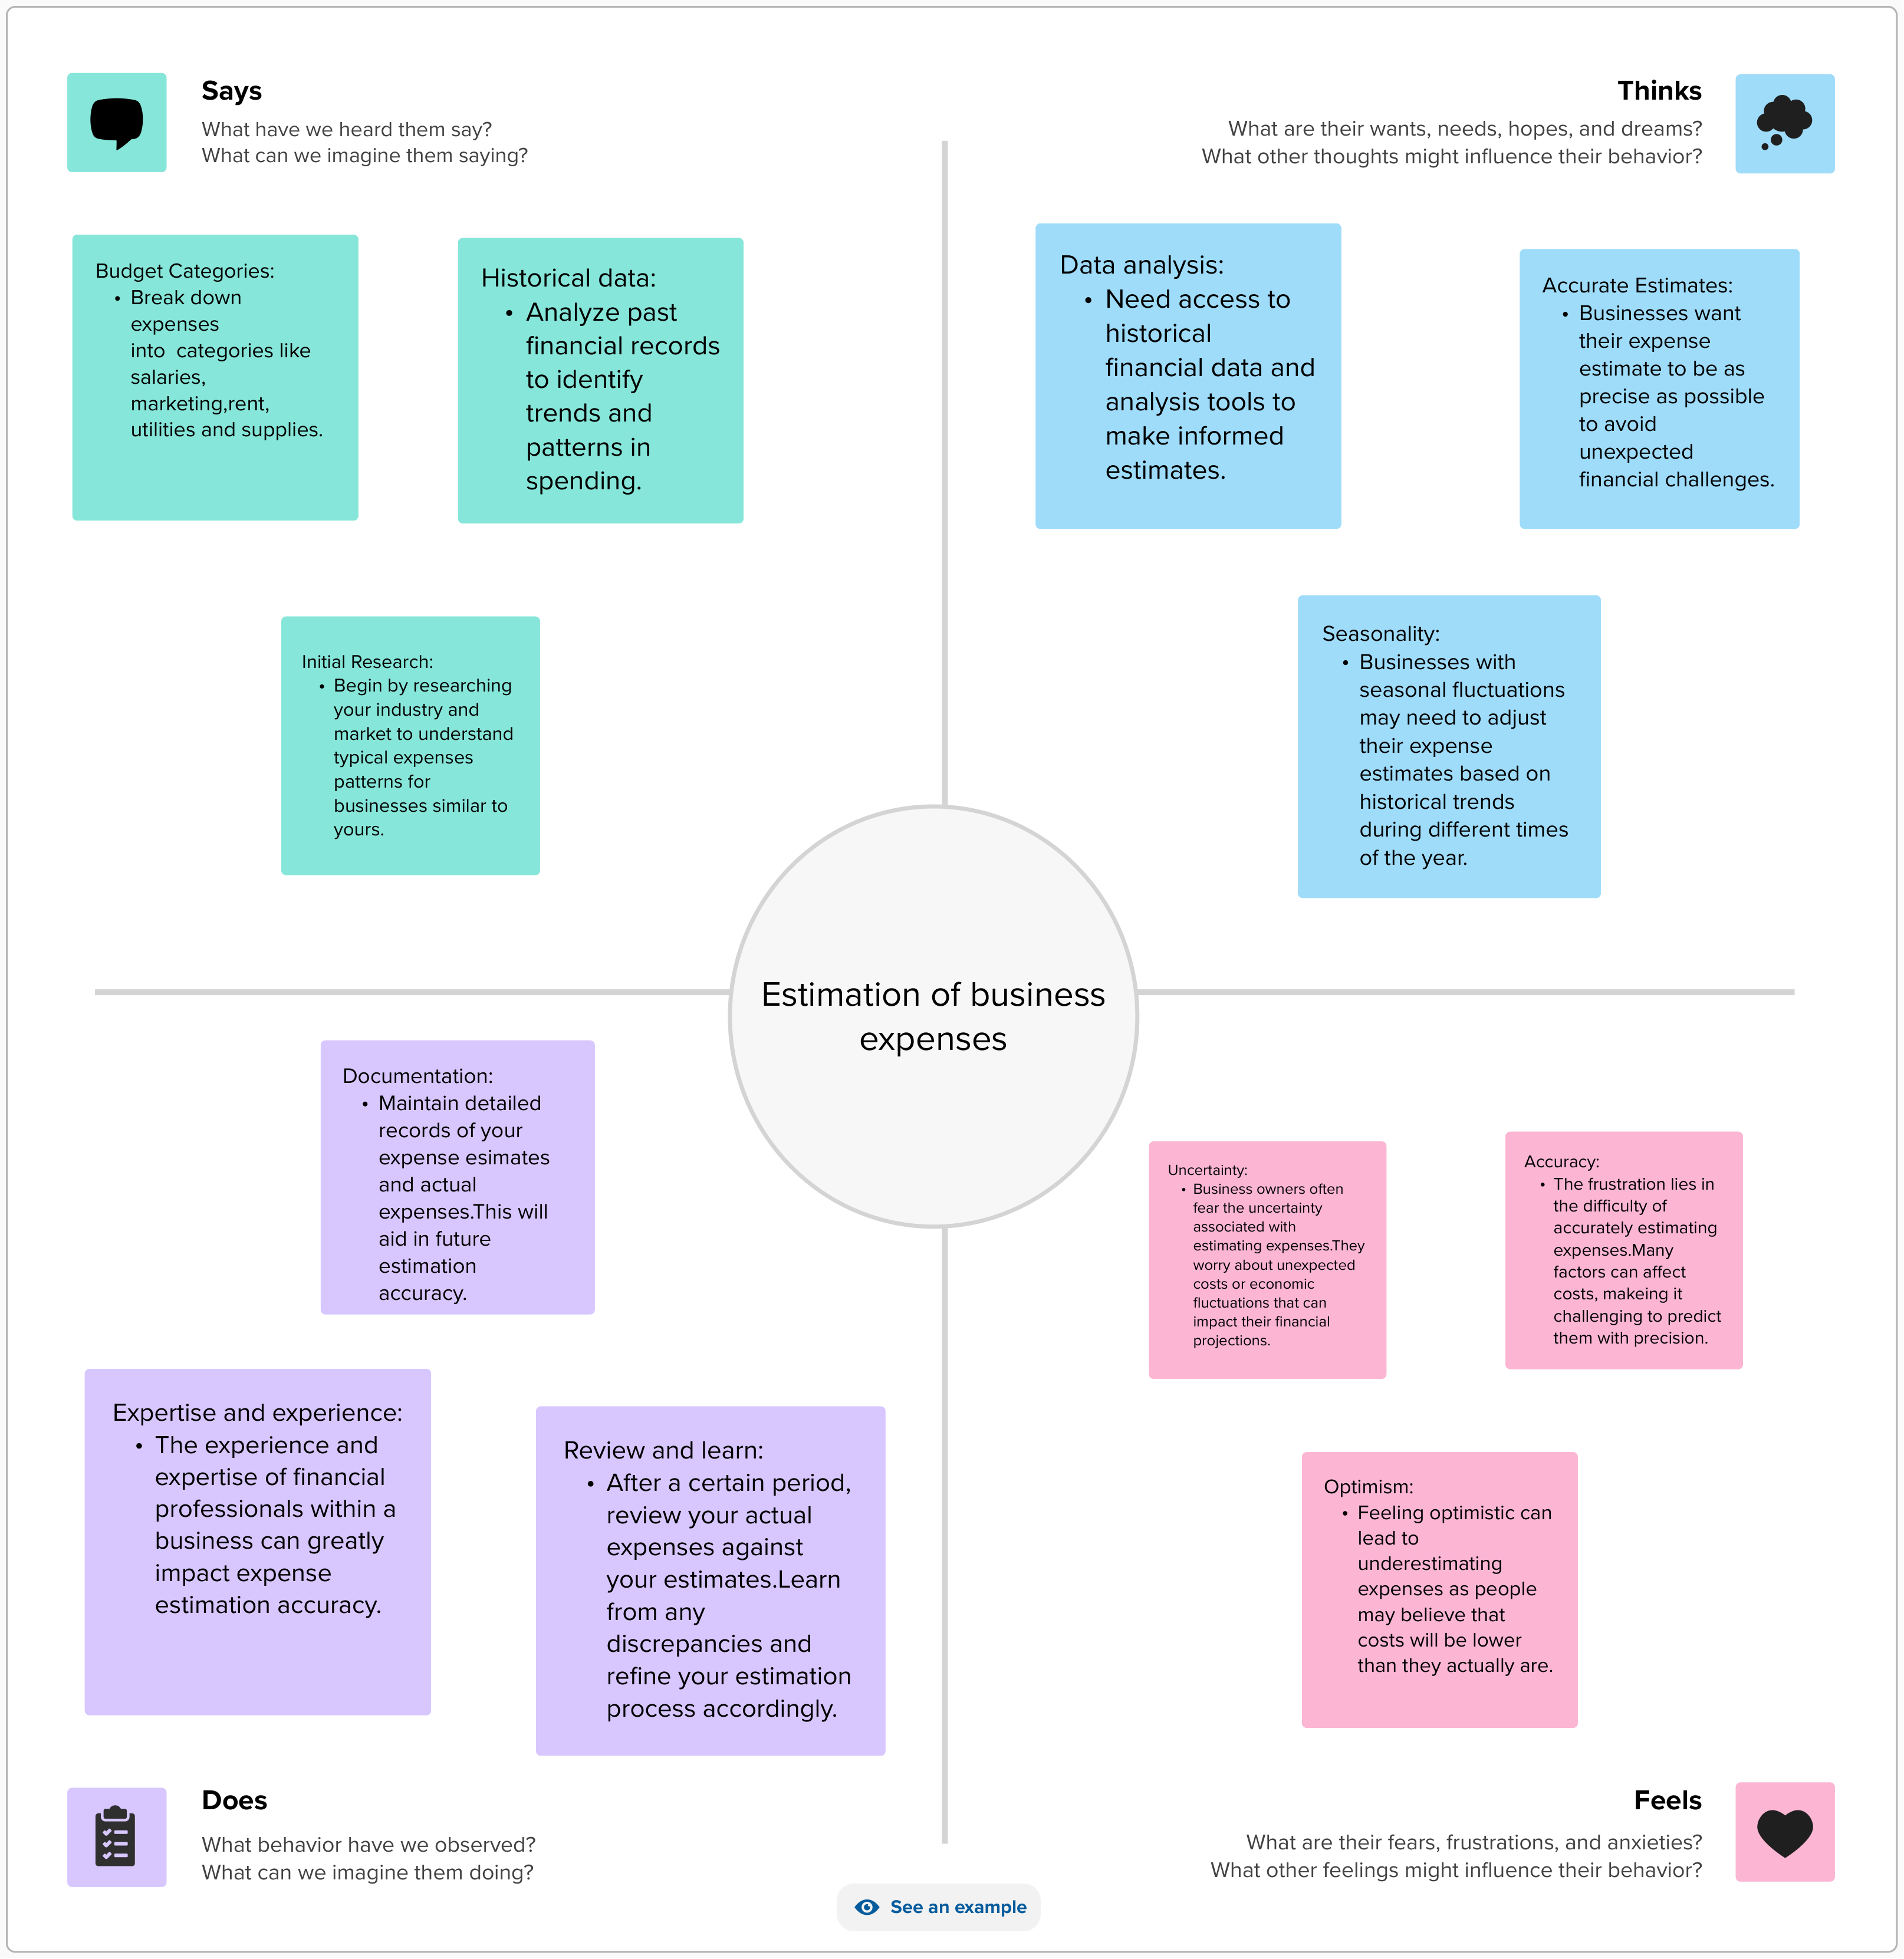 Says
What have we heard them say?
What can we imagine them saying?
Thinks
What are their wants, needs, hopes, and dreams?
What other thoughts might influence their behavior?
Budget Categories:
• Break down
expenses
into  categories like
salaries,
marketing,rent,
utilities and supplies.
Historical data:
• Analyze past
financial records
to identify
trends and
patterns in
spending.
Initial Research:
• Begin by researching
your industry and
market to understand
typical expenses
patterns for
businesses similar to
yours.
Data analysis:
• Need access to
historical
financial data and
analysis tools to
make informed
estimates.
Accurate Estimates:
• Businesses want
their expense
estimate to be as
precise as possible
to avoid
unexpected
financial challenges.
Seasonality:
• Businesses with
seasonal fluctuations
may need to adjust
their expense
estimates based on
historical trends
during different times
of the year.
Estimation of business
expenses
Documentation:
• Maintain detailed
records of your
expense esimates
and actual
expenses.This will
aid in future
estimation
accuracy.
Expertise and experience:
• The experience and
expertise of financial
professionals within a
business can greatly
impact expense
estimation accuracy.
Review and learn:
• After a certain period,
review your actual
expenses against
your estimates.Learn
from any
discrepancies and
refine your estimation
process accordingly.
Uncertainty:
• Business owners often
fear the uncertainty
associated with
estimating expenses.They
worry about unexpected
costs or economic
fluctuations that can
impact their financial
projections.
Accuracy:
• The frustration lies in
the difficulty of
accurately estimating
expenses.Many
factors can affect
costs, makeing it
challenging to predict
them with precision.
Optimism:
• Feeling optimistic can
lead to
underestimating
expenses as people
may believe that
costs will be lower
than they actually are.
Does
What behavior have we observed?
What can we imagine them doing?
Feels
What are their fears, frustrations, and anxieties?
What other feelings might influence their behavior?
See an example